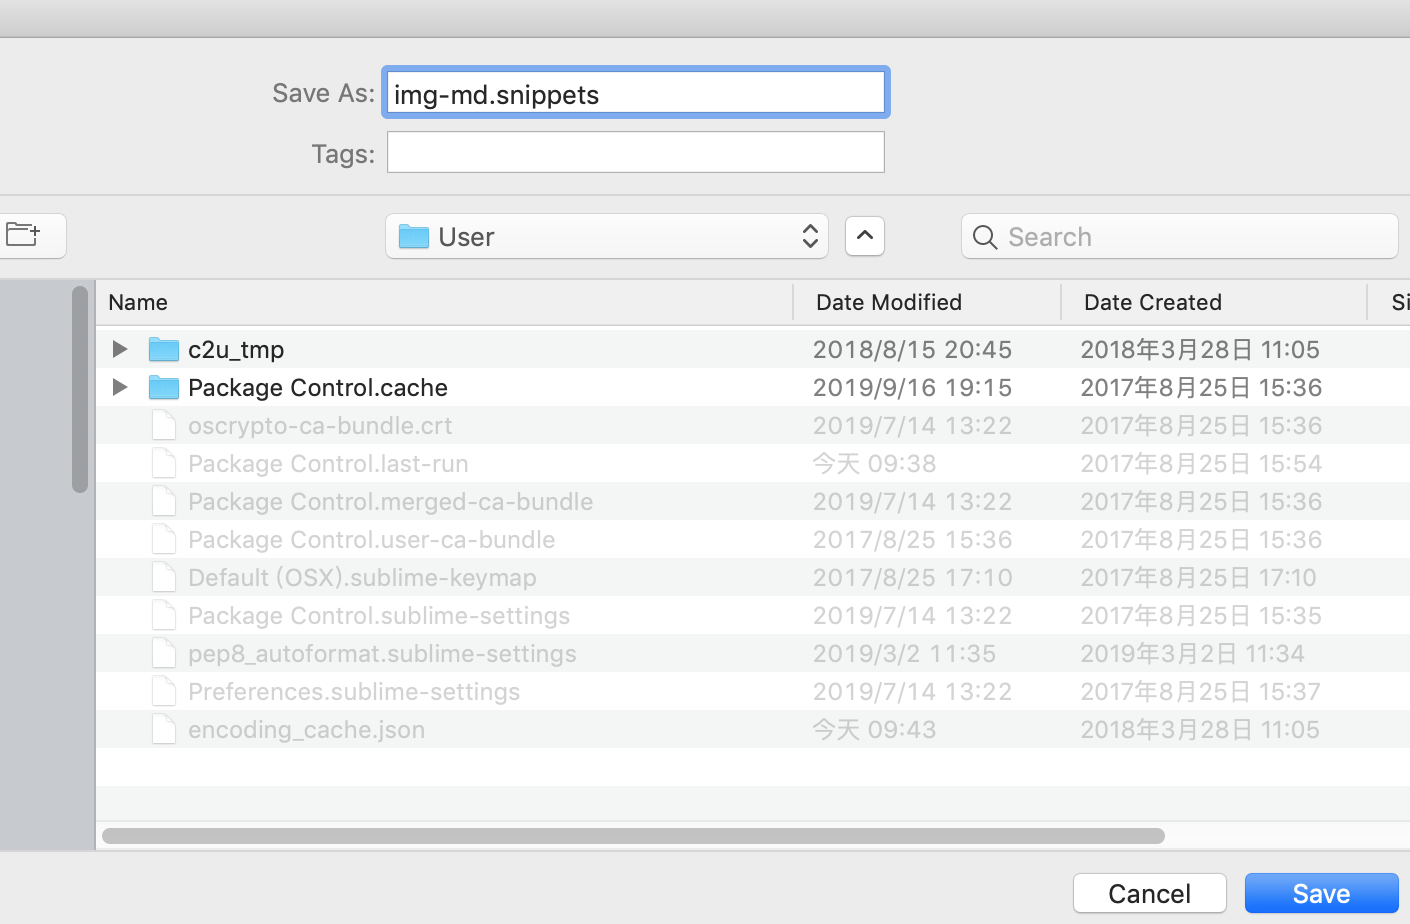 Save As: img-md.snippets
Tags:
User Search
Name Date Modified Date Created Si
c2u_tmp 2018/8/15 20:45 2018年3月28日 11:05
Package Control.cache 2019/9/16 19:15 2017年8月25日 15:36
oscrypto-ca-bundle.crt 2019/7/14 13:22 2017年8月25日 15:36
Package Control.last-run 今天 09:38 2017年8月25日 15:54
Package Control.merged-ca-bundle 2019/7/14 13:22 2017年8月25日 15:36
Package Control.user-ca-bundle 2017/8/25 15:36 2017年8月25日 15:36
Default (OSX).sublime-keymap 2017/8/25 17:10 2017年8月25日 17:10
Package Control.sublime-settings 2019/7/14 13:22 2017年8月25日 15:35
pep8_autoformat.sublime-settings 2019/3/2 11:35 2019年3月2日 11:34
Preferences.sublime-settings 2019/7/14 13:22 2017年8月25日 15:37
encoding_cache.json 今天 09:43 2018年3月28日 11:05
Cancel Save